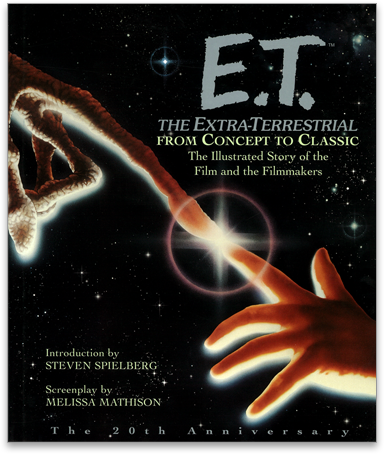 E.T.™
THE EXTRA-TERRESTRIAL
FROM CONCEPT TO CLASSIC
The Illustrated Story of the
Film and the Filmmakers
Introduction by
STEVEN SPIELBERG
Screenplay by
MELISSA MATHISON
The 20th Anniversary